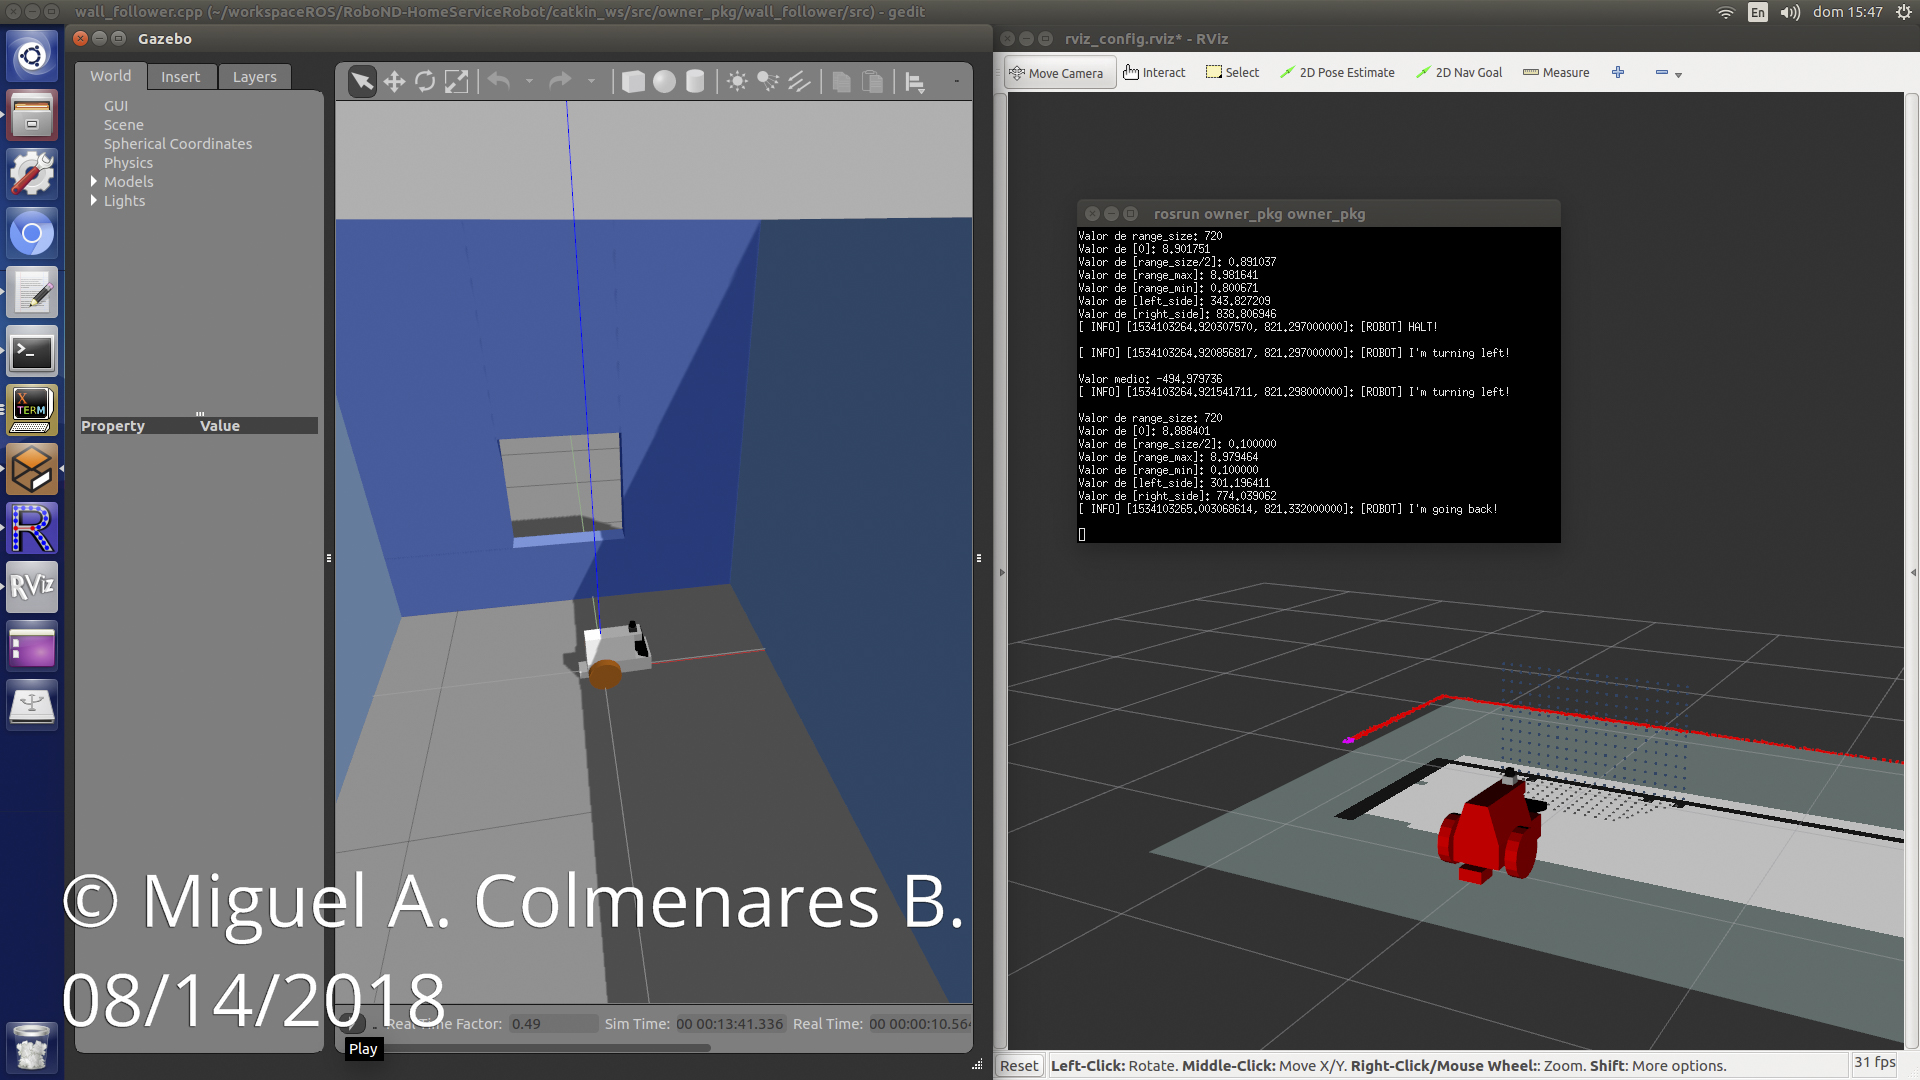 wall_follower.cpp (~/workspaceROS/RoboND-HomeServiceRobot/catkin_ws/src/owner_pkg/wall_follower/src) - gedit
En
dom 15:47
Gazebo
World
Insert
Layers
GUI
Scene
Spherical Coordinates
Physics
Models
Lights
Property
Value
X
TERM
R
RViz
rviz_config.rviz* - RViz
Move Camera
Interact
Select
2D Pose Estimate
2D Nav Goal
Measure
rosrun owner_pkg owner_pkg
Valor de range_size: 720
Valor de [0]: 8.901751
Valor de [range_size/2]: 0.891037
Valor de [range_max]: 8.981641
Valor de [range_min]: 0.800671
Valor de [left_side]: 343.827209
Valor de [right_side]: 838.806946
[ INFO] [1534103264.920307570, 821.297000000]: [ROBOT] HALT!
[ INFO] [1534103264.920856817, 821.297000000]: [ROBOT] I'm turning left!
Valor medio: -494.979736
[ INFO] [1534103264.921541711, 821.298000000]: [ROBOT] I'm turning left!
Valor de range_size: 720
Valor de [0]: 8.888401
Valor de [range_size/2]: 0.100000
Valor de [range_max]: 8.979464
Valor de [range_min]: 0.100000
Valor de [left_side]: 301.196411
Valor de [right_side]: 774.039062
[ INFO] [1534103265.003068614, 821.332000000]: [ROBOT] I'm going back!
© Miguel A. Colmenares B.
08/14/2018
Real Time Factor: 0.49 Sim Time: 00 00:13:41.336 Real Time: 00 00:00:10.564
Play
Reset
Left-Click: Rotate. Middle-Click: Move X/Y. Right-Click/Mouse Wheel:: Zoom. Shift: More options.
31 fps